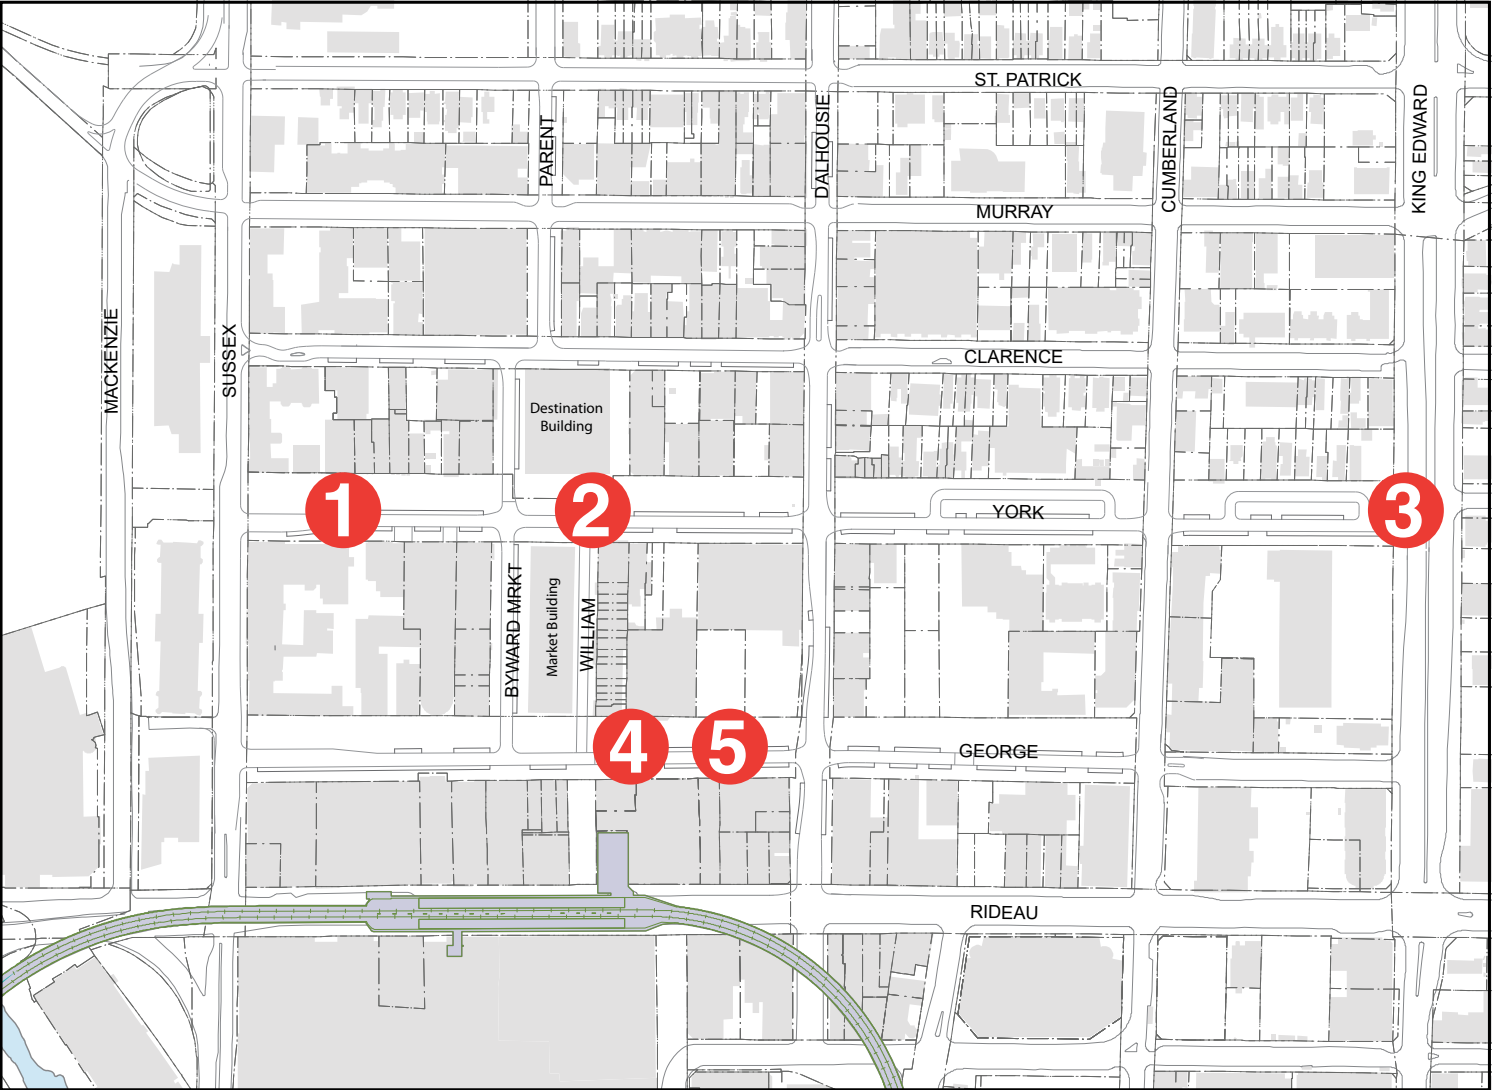 ST. PATRICK
PARENT
DALHOUSIE
CUMBERLAND
KING EDWARD
MURRAY
MACKENZIE
SUSSEX
CLARENCE
Destination
Building
1
2
YORK
3
BYWARD MRKT
Market Building
WILLIAM
4
5
GEORGE
RIDEAU